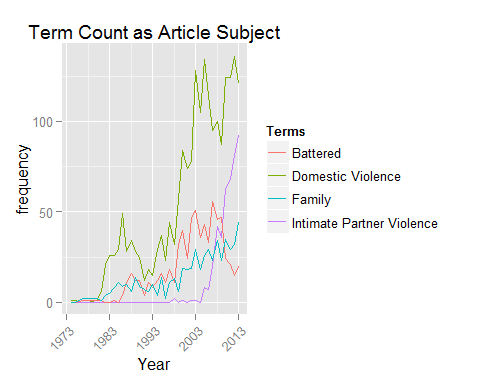 Term Count as Article Subject
frequency
100
50
0
1973
1983
1993
2003
2013
Year
Terms
Battered
Domestic Violence
Family
Intimate Partner Violence